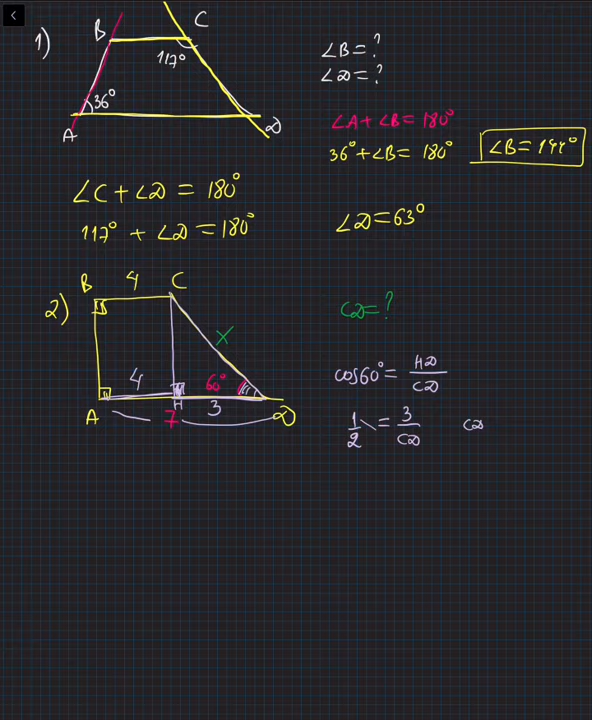 1)
B
C
117°
36°
A
D
∠B = ?
∠D = ?
∠A + ∠B = 180°
36° + ∠B = 180°
∠B = 144°
∠C + ∠D = 180°
117° + ∠D = 180°
∠D = 63°
2)
B 4 C
X
4 60°
A H 3 D
7
CD = ?
cos60° = HD/CD
1/2 = 3/CD CD